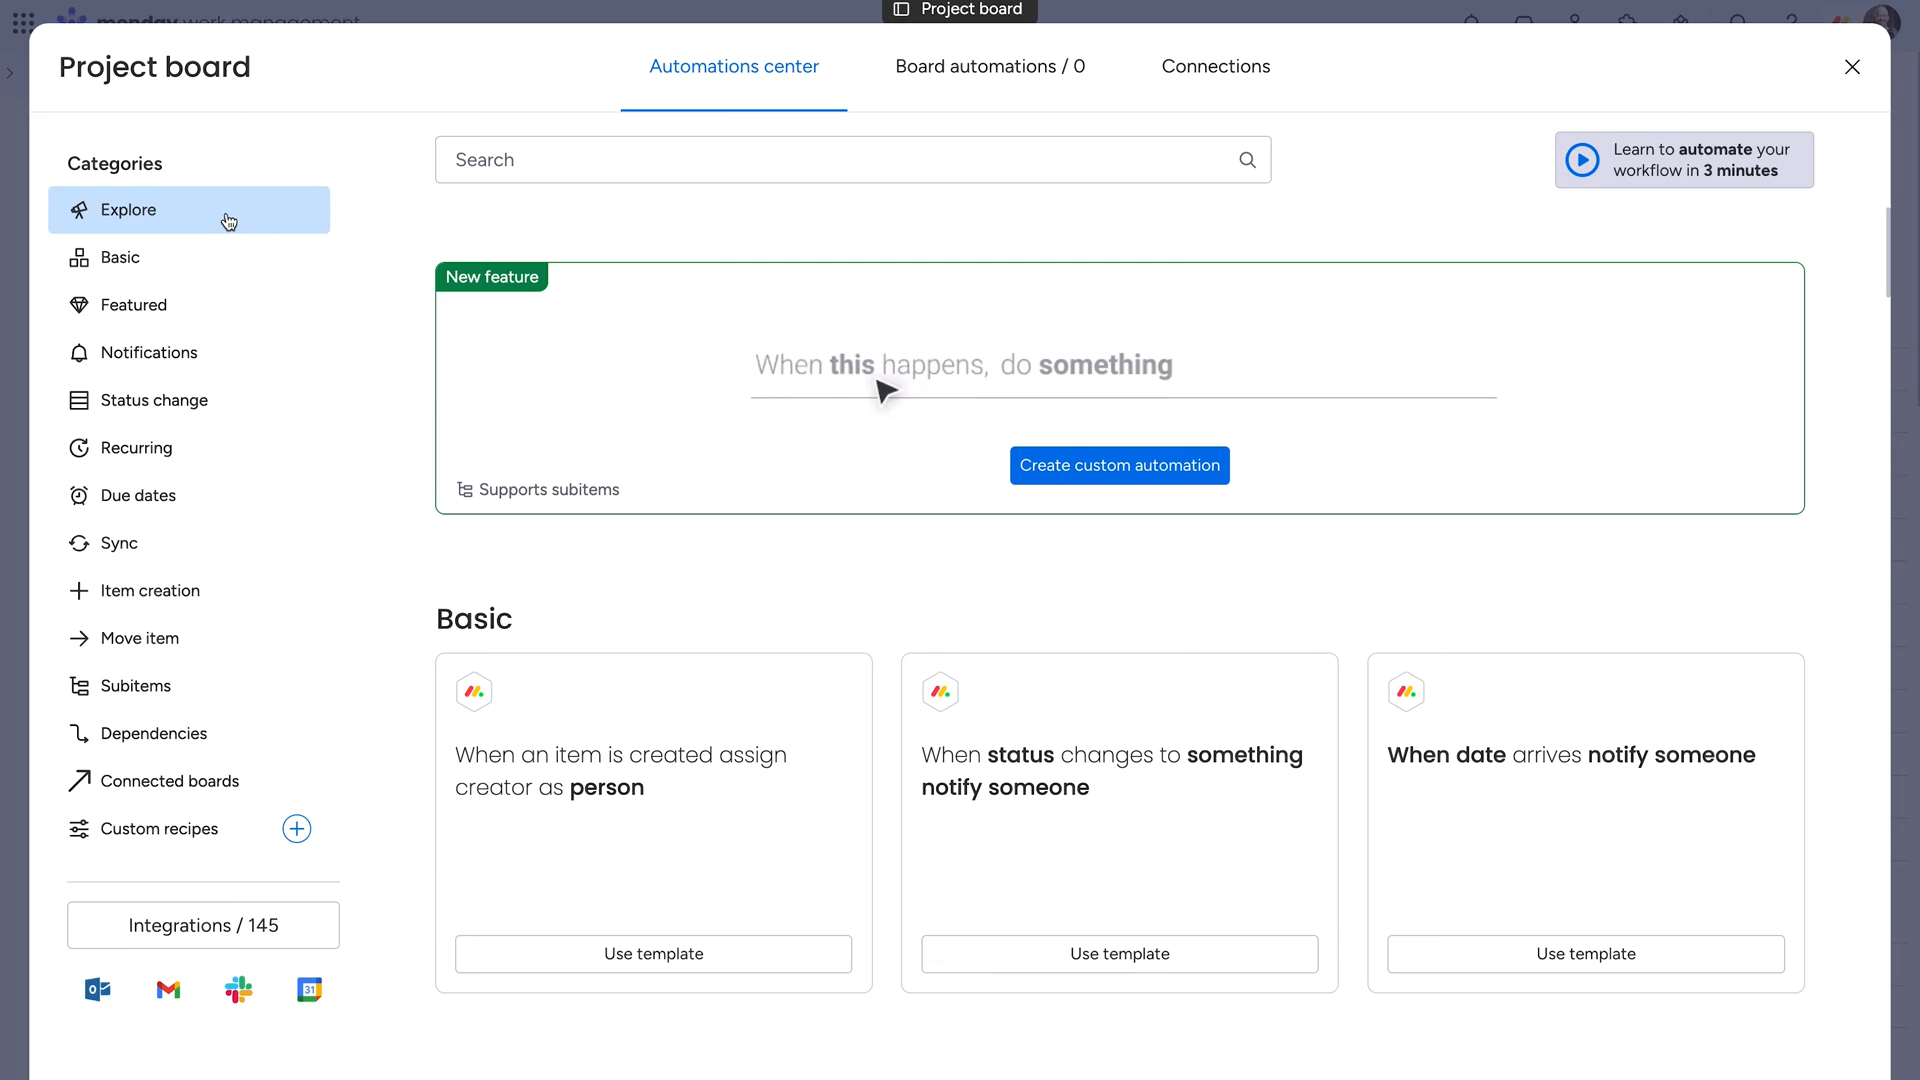 Project board
monday work management
Project board
Automations center
Board automations / 0
Connections
Categories
Explore
Basic
Featured
Notifications
Status change
Recurring
Due dates
Sync
Item creation
Move item
Subitems
Dependencies
Connected boards
Custom recipes
Integrations / 145
31
Search
Learn to automate your
workflow in 3 minutes
New feature
When this happens, do something
Create custom automation
Supports subitems
Basic
When an item is created assign
creator as person
Use template
When status changes to something
notify someone
Use template
When date arrives notify someone
Use template